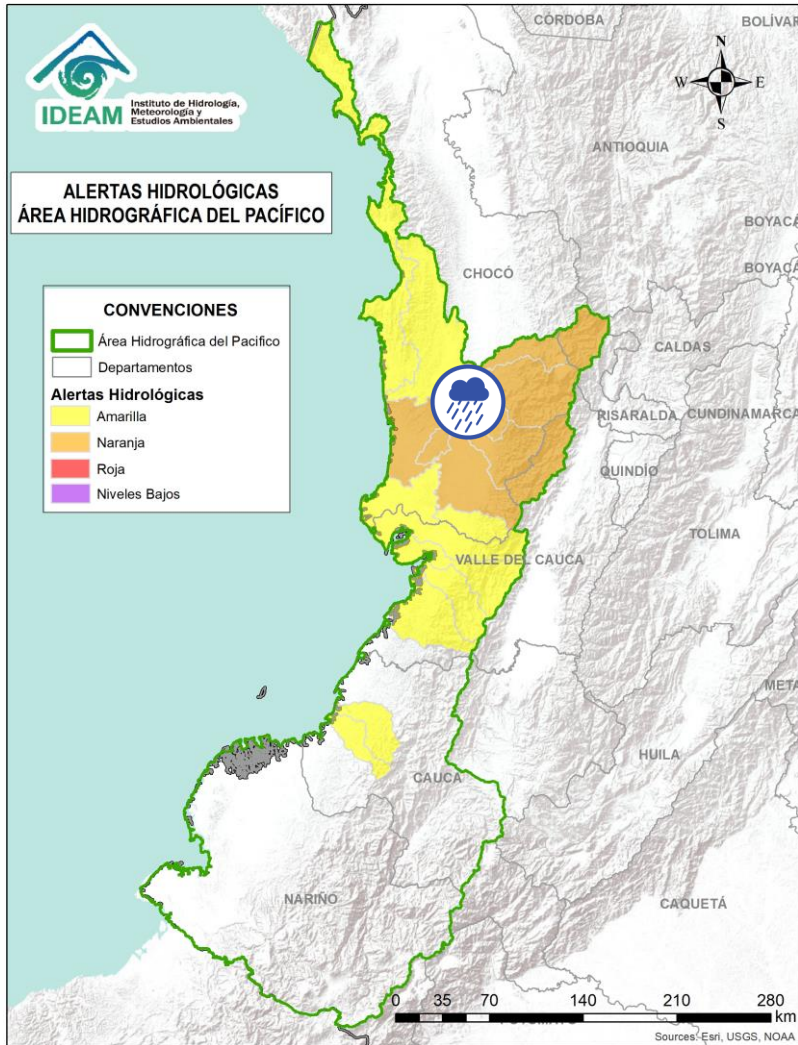 IDEAM
Instituto de Hidrología,
Meteorología y
Estudios Ambientales
ALERTAS HIDROLÓGICAS
ÁREA HIDROGRÁFICA DEL PACÍFICO
CONVENCIONES
Área Hidrográfica del Pacifico
Departamentos
Alertas Hidrológicas
Amarilla
Naranja
Roja
Niveles Bajos
CÓRDOBA
BOLÍVAR
N
W
E
S
ANTIOQUIA
BOYACÁ
CHOCÓ
BOYACÁ
CALDAS
RISARALDA
CUNDINAMARCA
QUINDÍO
TOLIMA
VALLE DEL CAUCA
META
HUILA
CAUCA
NARIÑO
CAQUETÁ
0 35 70 140 210 280
km
Sources: Esri, USGS, NOAA